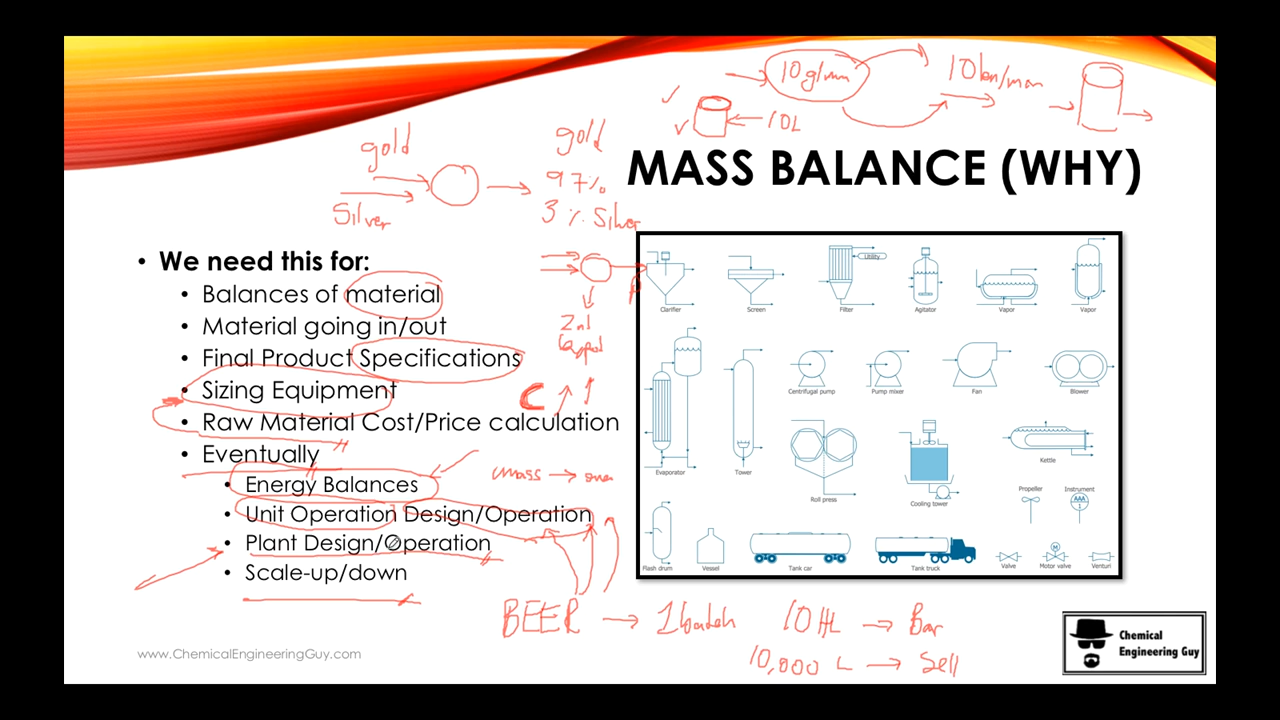 10 g/min
10 ton/min
10L
gold
gold
97%
3% Silver
Silver
MASS BALANCE (WHY)
• We need this for:
• Balances of material
• Material going in/out
• Final Product Specifications
• Sizing Equipment
• Raw Material Cost/Price calculation
• Eventually
• Energy Balances
• Unit Operation Design/Operation
• Plant Design/Operation
• Scale-up/down
Mass →
C ↑
Clarifier
Screen
Filter
Utility
Agitator
Vapor
Vapor
Evaporator
Tower
Centrifugal pump
Pump mixer
Fan
Blower
Roll press
Cooling tower
Kettle
Propeller
Instrument
AAA
1
Flash drum
Vessel
Tank car
Tank truck
Valve
M
Motor valve
Venturi
BEER → 1 batch 10 HL → Bar
10,000 L → Sell
www.ChemicalEngineeringGuy.com
Chemical
Engineering Guy